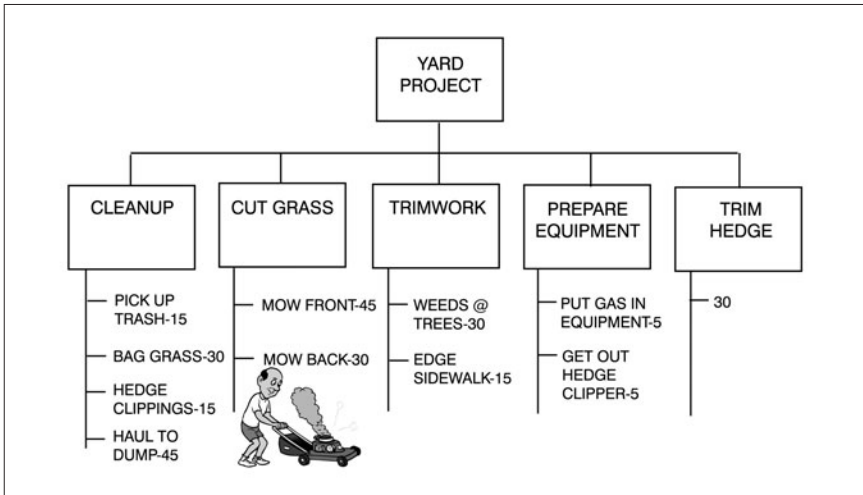 YARD
PROJECT
CLEANUP
CUT GRASS
TRIMWORK
PREPARE
EQUIPMENT
TRIM
HEDGE
PICK UP
TRASH-15
BAG GRASS-30
HEDGE
CLIPPINGS-15
HAUL TO
DUMP-45
MOW FRONT-45
MOW BACK-30
WEEDS @
TREES-30
EDGE
SIDEWALK-15
PUT GAS IN
EQUIPMENT-5
GET OUT
HEDGE
CLIPPER-5
30